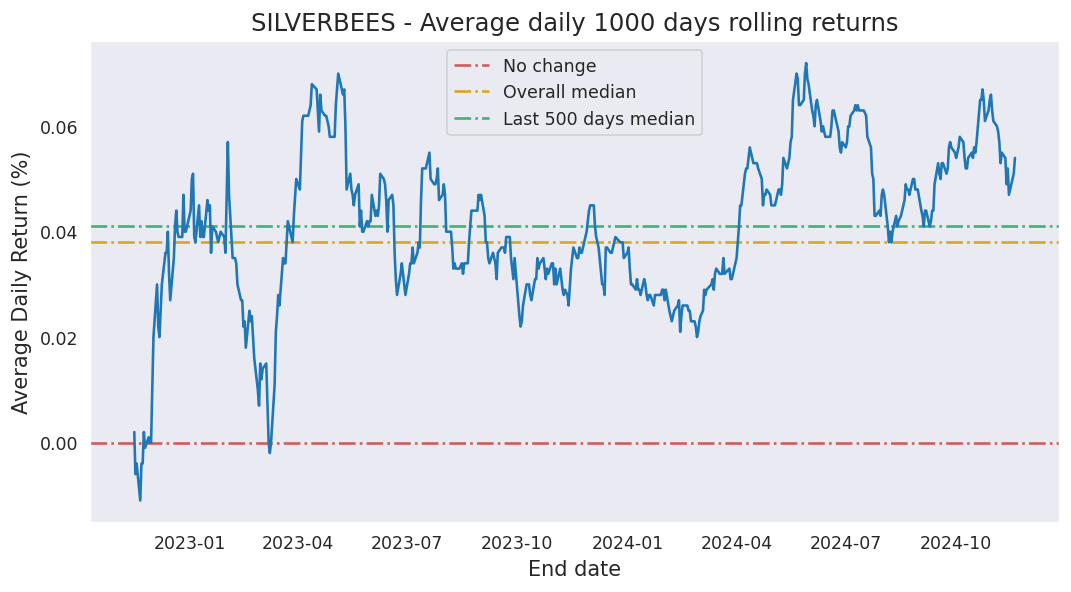 SILVERBEES - Average daily 1000 days rolling returns
No change
Overall median
Last 500 days median
Average Daily Return (%)
0.06
0.04
0.02
0.00
2023-01 2023-04 2023-07 2023-10 2024-01 2024-04 2024-07 2024-10
End date